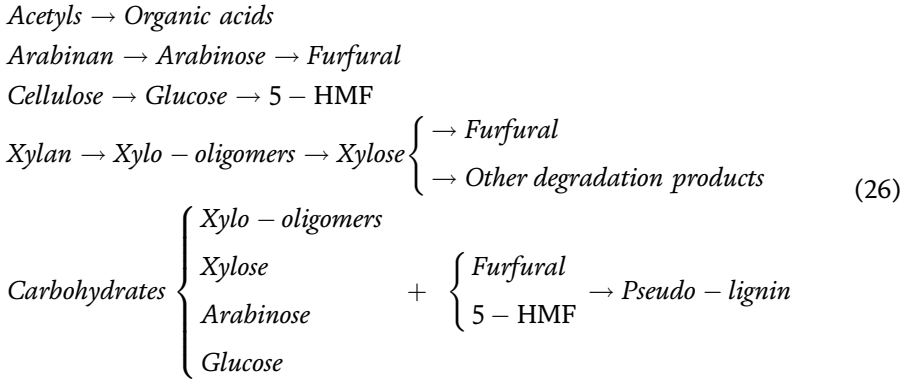 Acetyls → Organic acids
Arabinan → Arabinose → Furfural
Cellulose → Glucose → 5 − HMF
Xylan → Xylo − oligomers → Xylose { → Furfural
→ Other degradation products
(26)
Carbohydrates { Xylo − oligomers
Xylose
Arabinose
Glucose
+ { Furfural
5 − HMF
→ Pseudo − lignin